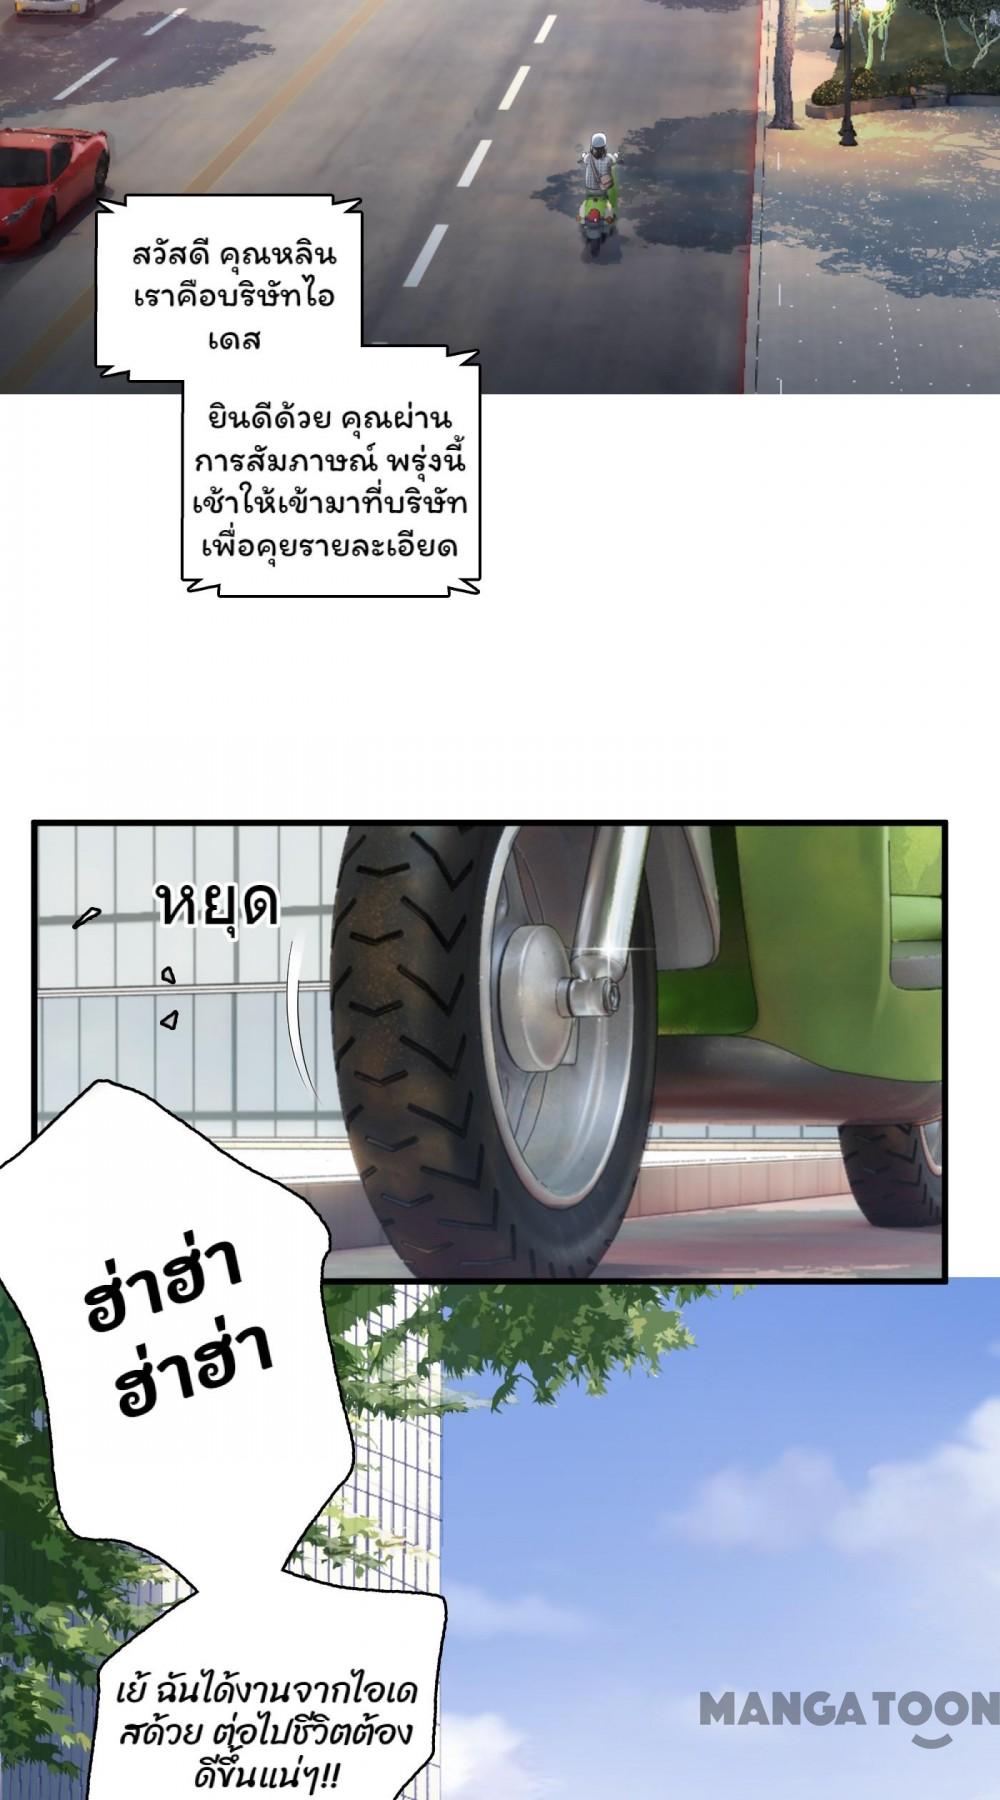 สวัสดี คุณหลิน
เราคือบริษัทไอ
เดส
ยินดีด้วย คุณผ่าน
การสัมภาษณ์ พรุ่งนี้
เช้าให้เข้ามาที่บริษัท
เพื่อคุยรายละเอียด
หยุด
ฮ่าฮ่า
ฮ่าฮ่า
เย้ ฉันได้งานจากไอเด
สด้วย ต่อไปชีวิตต้อง
ดีขึ้นแน่ๆ!!
MANGATOON